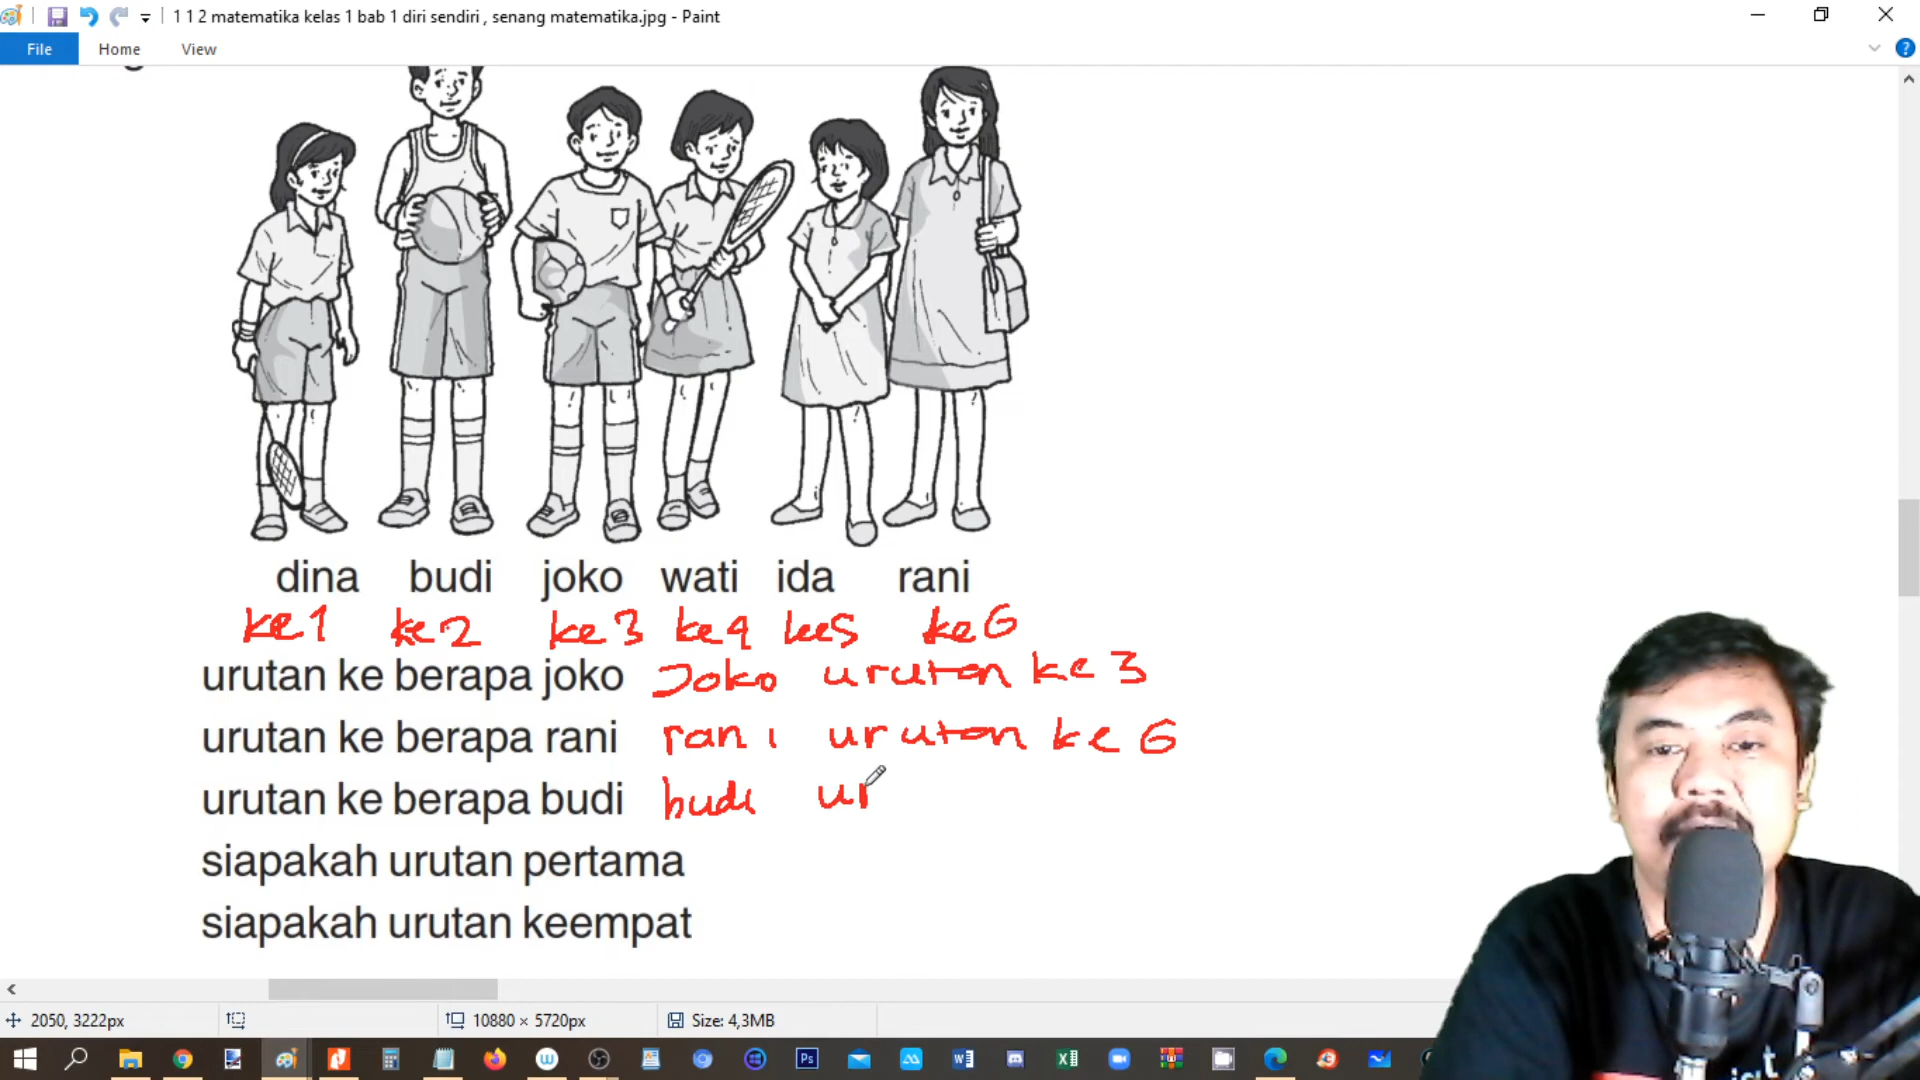 1 1 2 matematika kelas 1 bab 1 diri sendiri , senang matematika.jpg - Paint
File Home View
dina budi joko wati ida rani
ke 1 ke 2 ke 3 ke 4 ke 5 ke 6
urutan ke berapa joko Joko urutan ke 3
urutan ke berapa rani rani urutan ke 6
urutan ke berapa budi budi ur
siapakah urutan pertama
siapakah urutan keempat
2050, 3222px 10880 × 5720px Size: 4,3MB